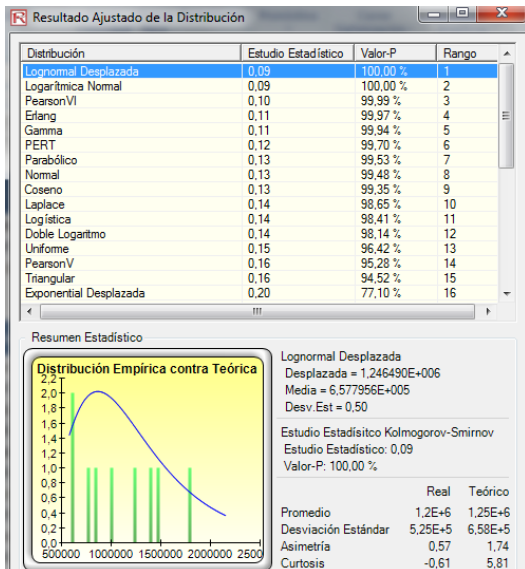 R Resultado Ajustado de la Distribución
Distribución Estudio Estadístico Valor-P Rango
Lognormal Desplazada 0,09 100,00 % 1
Logarítmica Normal 0,09 100,00 % 2
PearsonVI 0,10 99,99 % 3
Erlang 0,11 99,97 % 4
Gamma 0,11 99,94 % 5
PERT 0,12 99,70 % 6
Parabólico 0,13 99,53 % 7
Normal 0,13 99,48 % 8
Coseno 0,13 99,35 % 9
Laplace 0,14 98,65 % 10
Logística 0,14 98,41 % 11
Doble Logaritmo 0,14 98,14 % 12
Uniforme 0,15 96,42 % 13
PearsonV 0,16 95,28 % 14
Triangular 0,16 94,52 % 15
Exponential Desplazada 0,20 77,10 % 16
Resumen Estadístico
Distribución Empírica contra Teórica
2,2
2,0
1,8
1,6
1,4
1,2
1,0
0,8
0,6
0,4
0,2
0,0
500000 1000000 1500000 2000000 2500
Lognormal Desplazada
Desplazada = 1,246490E+006
Media = 6,577956E+005
Desv.Est = 0,50
Estudio Estadísitco Kolmogorov-Smirnov
Estudio Estadístico: 0,09
Valor-P: 100,00 %
Real Teórico
Promedio 1,2E+6 1,25E+6
Desviación Estándar 5,25E+5 6,58E+5
Asimetría 0,57 1,74
Curtosis -0,61 5,81